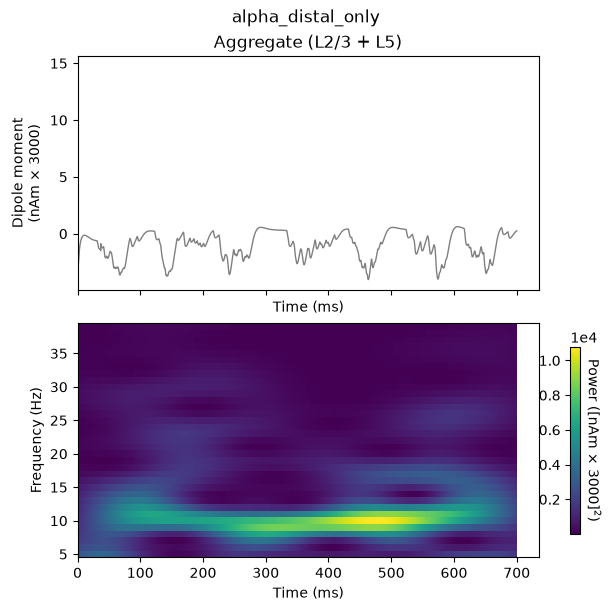 alpha_distal_only
Aggregate (L2/3 + L5)
Dipole moment
(nAm × 3000)
15
10
5
0
Time (ms)
Frequency (Hz)
35
30
25
20
15
10
5
0 100 200 300 400 500 600 700
Time (ms)
1e4
1.0
0.8
0.6
0.4
0.2
Power ([nAm × 3000]²)